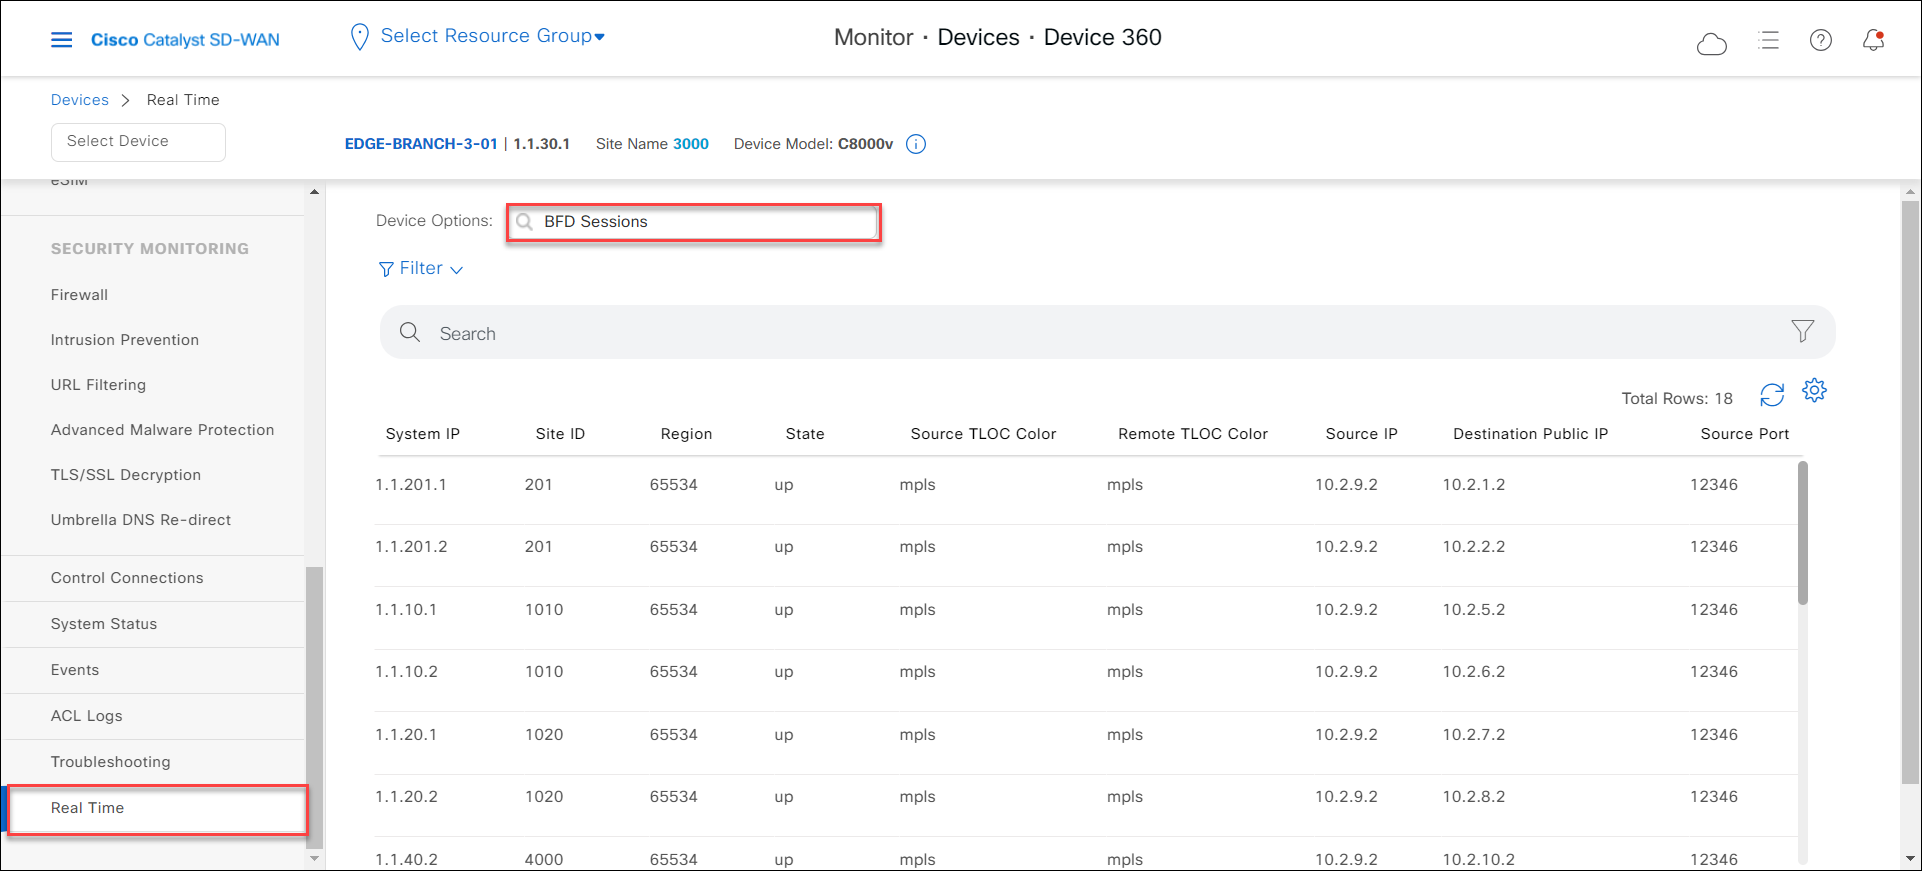 Cisco Catalyst SD-WAN
Select Resource Group
Monitor · Devices · Device 360
Devices > Real Time
Select Device
EDGE-BRANCH-3-01 | 1.1.30.1 Site Name 3000 Device Model: C8000v
eSIM
SECURITY MONITORING
Firewall
Intrusion Prevention
URL Filtering
Advanced Malware Protection
TLS/SSL Decryption
Umbrella DNS Re-direct
Control Connections
System Status
Events
ACL Logs
Troubleshooting
Real Time
Device Options: BFD Sessions
Filter
Search
Total Rows: 18
System IP Site ID Region State Source TLOC Color Remote TLOC Color Source IP Destination Public IP Source Port
1.1.201.1 201 65534 up mpls mpls 10.2.9.2 10.2.1.2 12346
1.1.201.2 201 65534 up mpls mpls 10.2.9.2 10.2.2.2 12346
1.1.10.1 1010 65534 up mpls mpls 10.2.9.2 10.2.5.2 12346
1.1.10.2 1010 65534 up mpls mpls 10.2.9.2 10.2.6.2 12346
1.1.20.1 1020 65534 up mpls mpls 10.2.9.2 10.2.7.2 12346
1.1.20.2 1020 65534 up mpls mpls 10.2.9.2 10.2.8.2 12346
1.1.40.2 4000 65534 up mpls mpls 10.2.9.2 10.2.10.2 12346